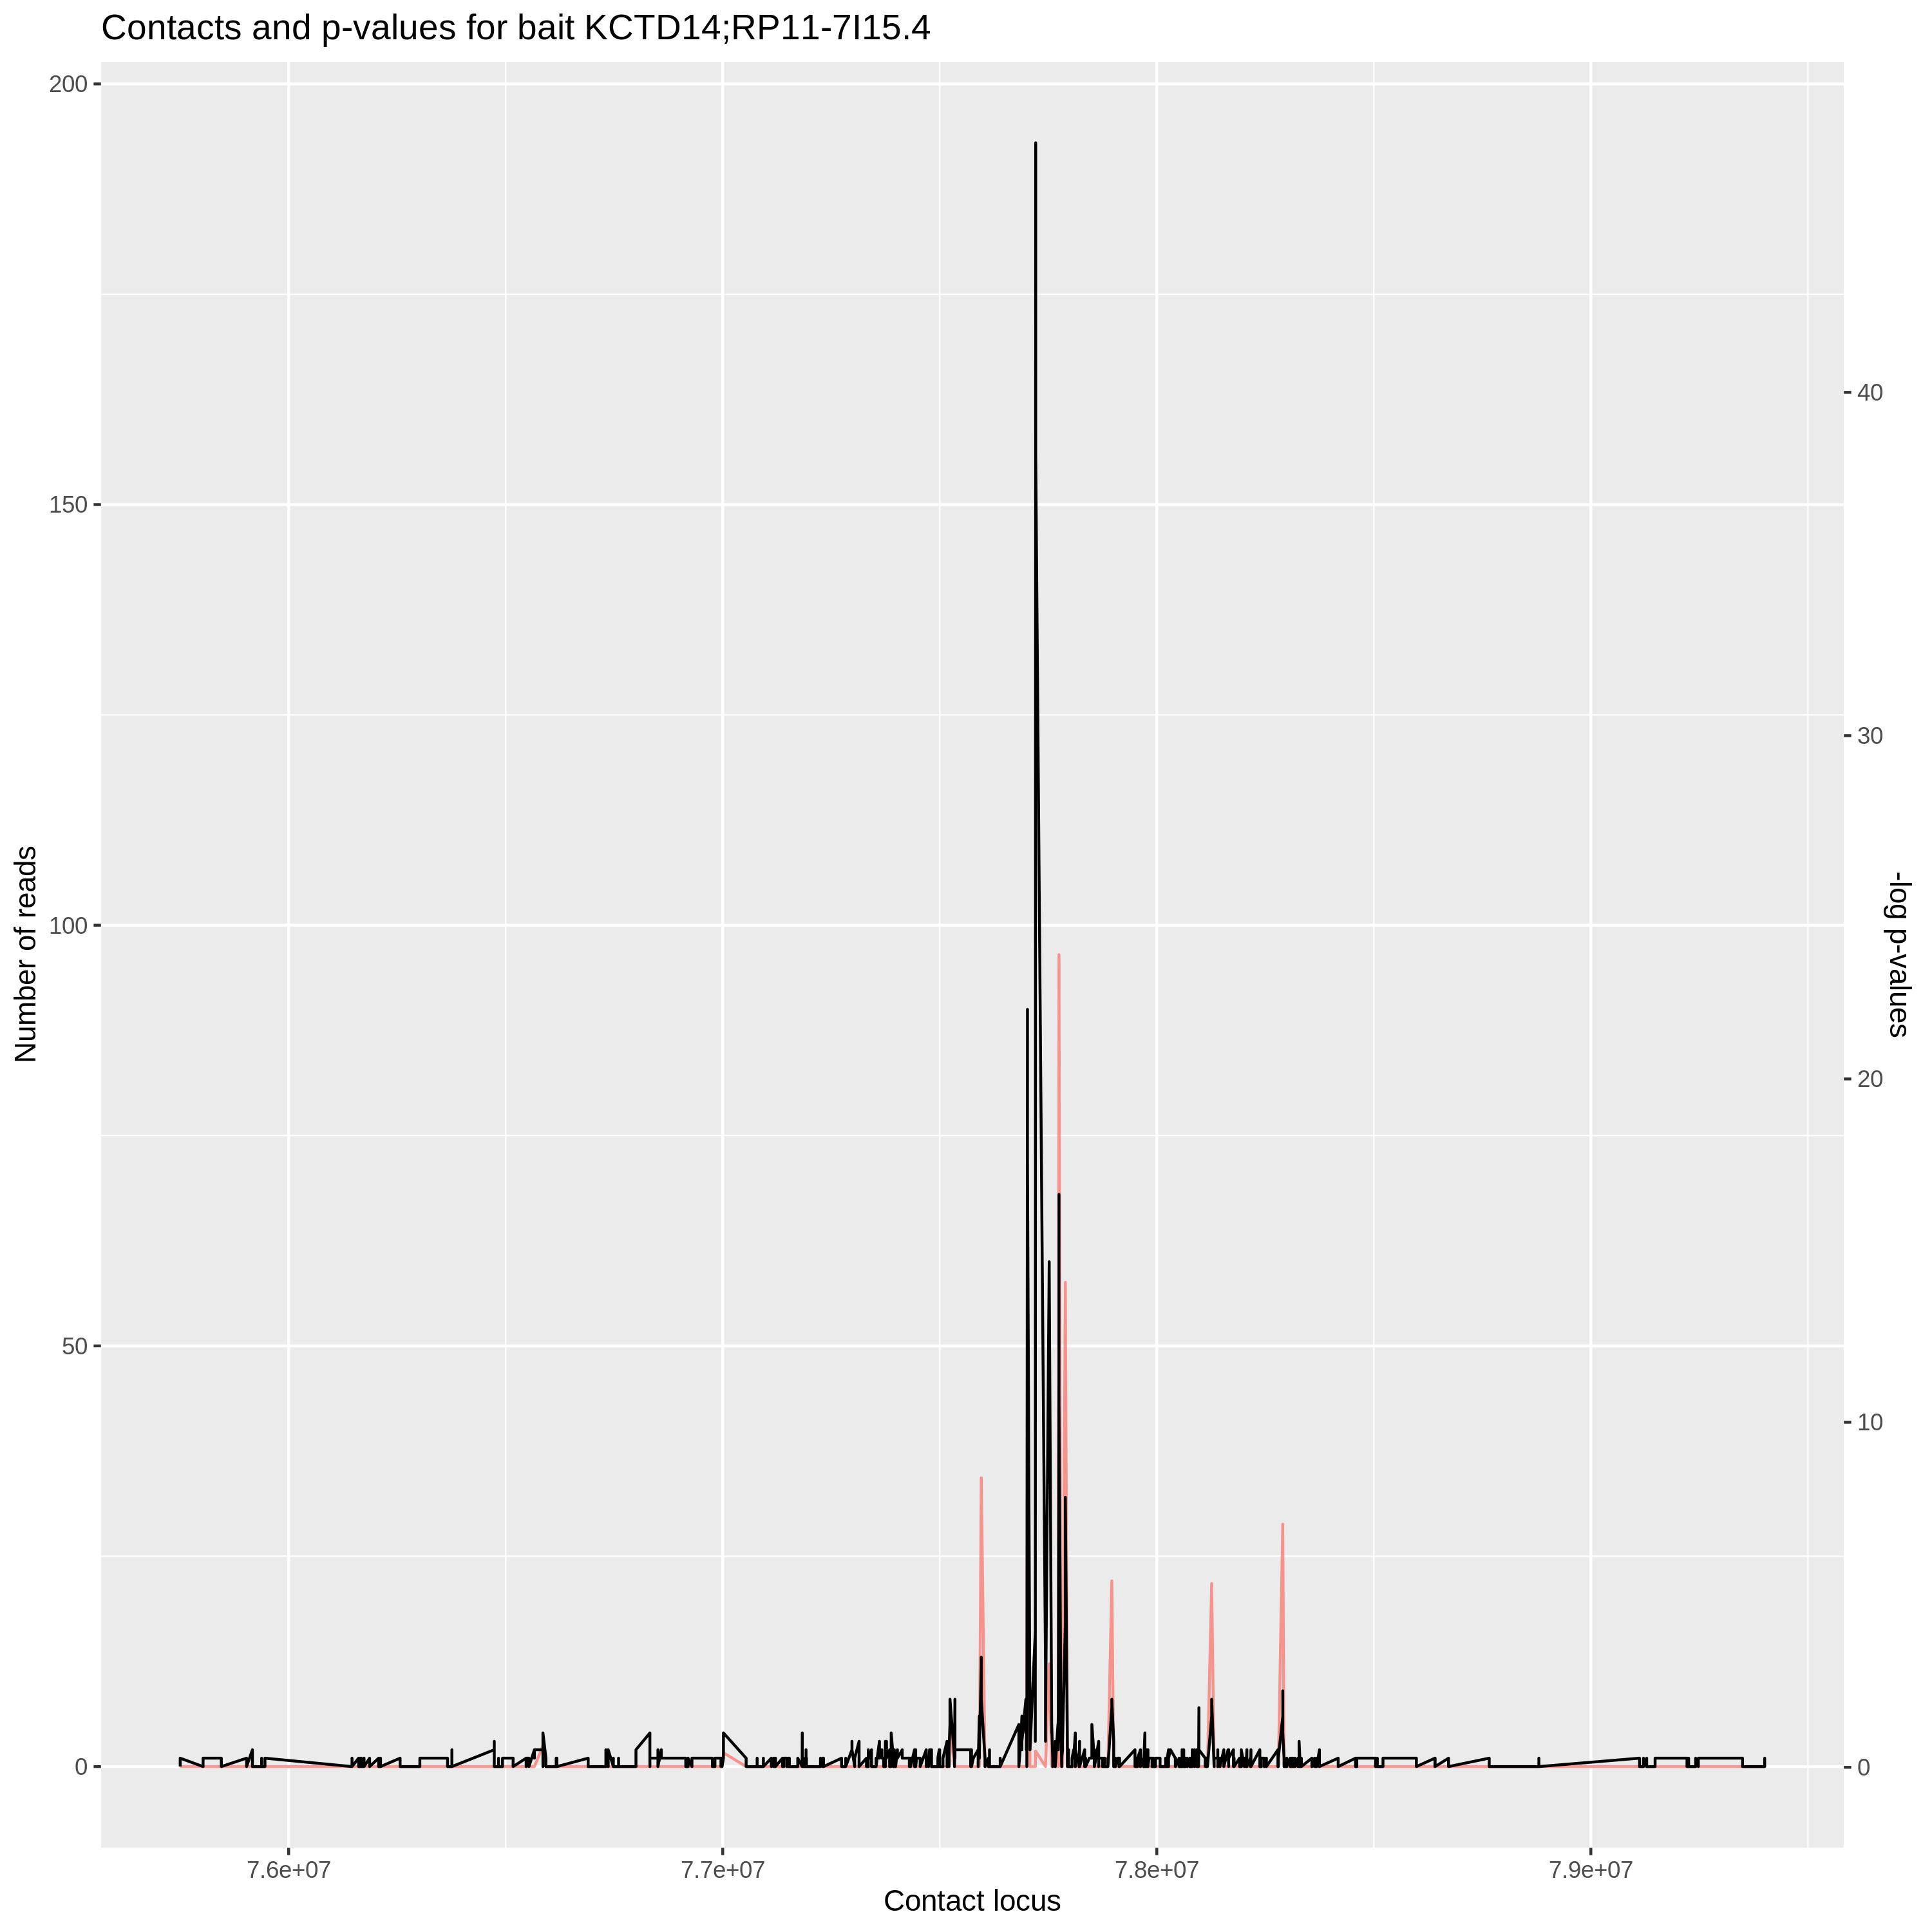 Contacts and p-values for bait KCTD14;RP11-7I15.4
200
150
100
50
0
Number of reads
40
30
20
10
0
-log p-values
7.6e+07 7.7e+07 7.8e+07 7.9e+07
Contact locus